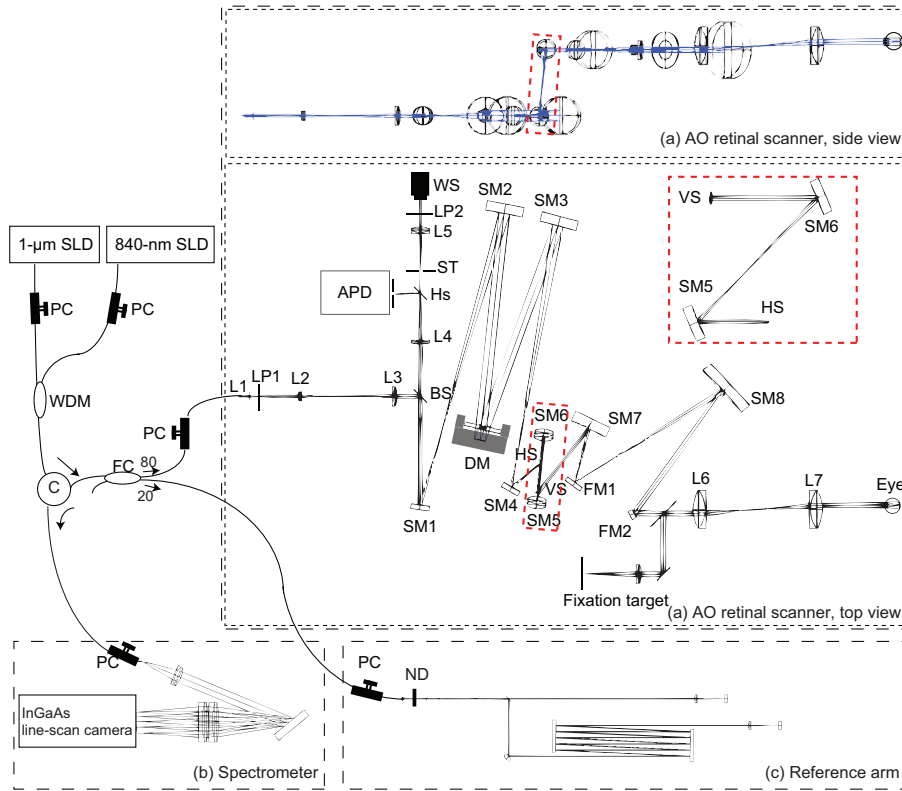 (a) AO retinal scanner, side view
WS
LP2
L5
ST
APD
Hs
L4
SM2
SM3
VS
SM6
SM5
HS
1-μm SLD
840-nm SLD
PC
PC
WDM
L1
LP1
L2
L3
BS
PC
SM8
SM6
SM7
HS
DM
VS
SM4
FM1
SM5
SM1
FM2
L6
L7
Eye
FC
80
20
C
Fixation target
(a) AO retinal scanner, top view
PC
InGaAs
line-scan camera
(b) Spectrometer
PC
ND
(c) Reference arm